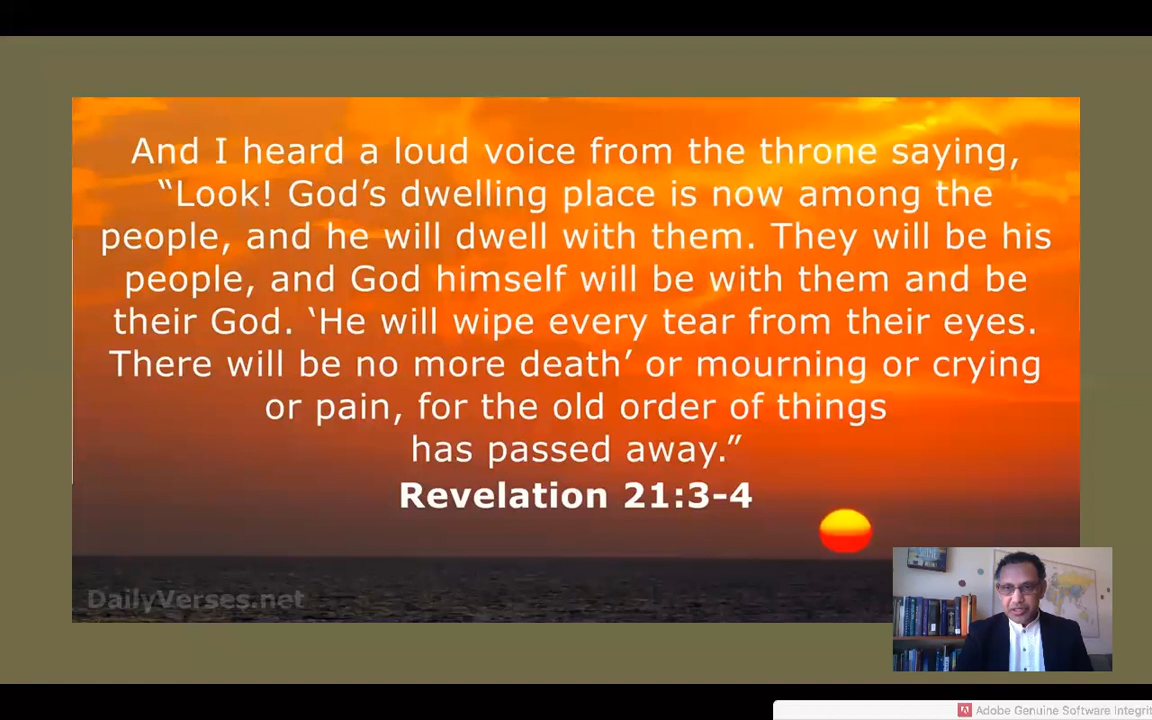 And I heard a loud voice from the throne saying,
“Look! God’s dwelling place is now among the
people, and he will dwell with them. They will be his
people, and God himself will be with them and be
their God. ‘He will wipe every tear from their eyes.
There will be no more death’ or mourning or crying
or pain, for the old order of things
has passed away.”
Revelation 21:3-4
DailyVerses.net
Adobe Genuine Software Integrit